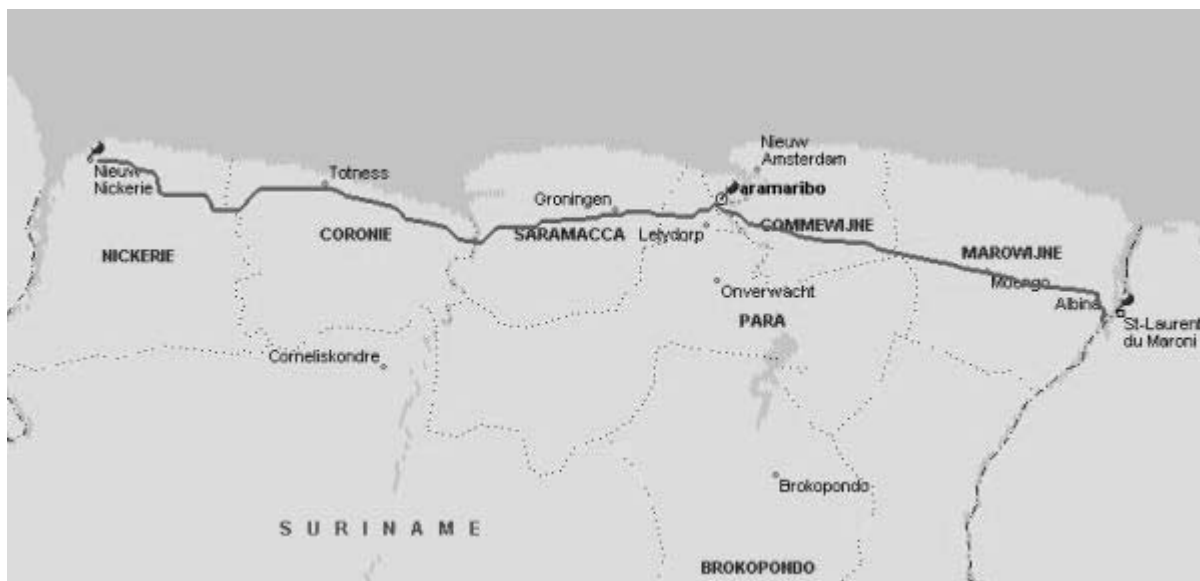 Nieuw
Amsterdam
Nieuw
Nickerie
Totness
aramaribo
Groningen
COMMEWIJNE
CORONIE
SARAMACCA
Lelydorp
NICKERIE
MAROWIJNE
Moengo
Onverwacht
Albina
PARA
St-Laurent
du Maroni
Corneliskondre
Brokopondo
SURINAME
BROKOPONDO